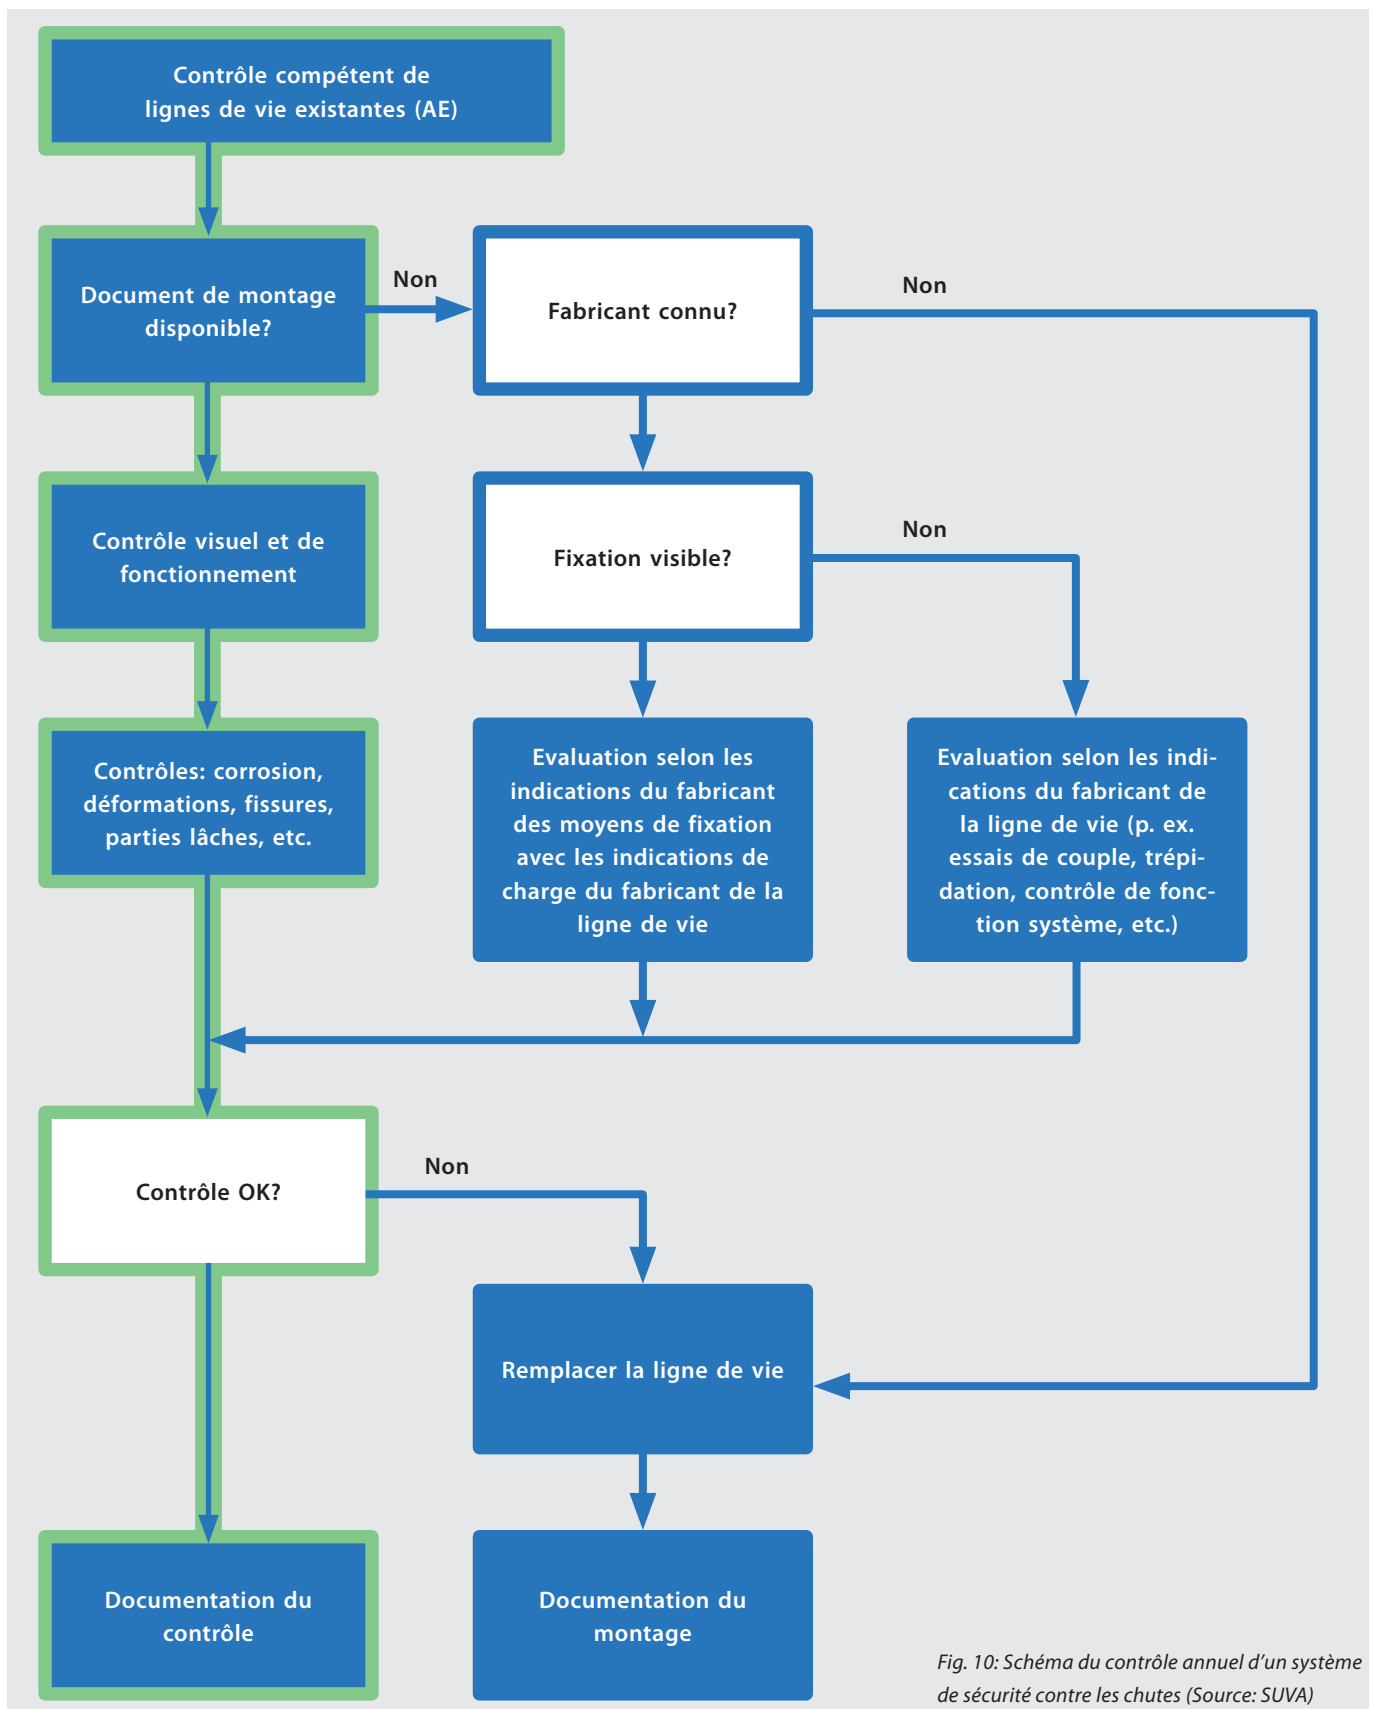 Contrôle compétent de
lignes de vie existantes (AE)
Document de montage
disponible?
Non
Fabricant connu?
Non
Contrôle visuel et de
fonctionnement
Fixation visible?
Non
Contrôles: corrosion,
déformations, fissures,
parties lâches, etc.
Evaluation selon les
indications du fabricant
des moyens de fixation
avec les indications de
charge du fabricant de la
ligne de vie
Evaluation selon les indi-
cations du fabricant de
la ligne de vie (p. ex.
essais de couple, trépi-
dation, contrôle de fonc-
tion système, etc.)
Contrôle OK?
Non
Remplacer la ligne de vie
Documentation du
contrôle
Documentation du
montage
Fig. 10: Schéma du contrôle annuel d’un système
de sécurité contre les chutes (Source: SUVA)